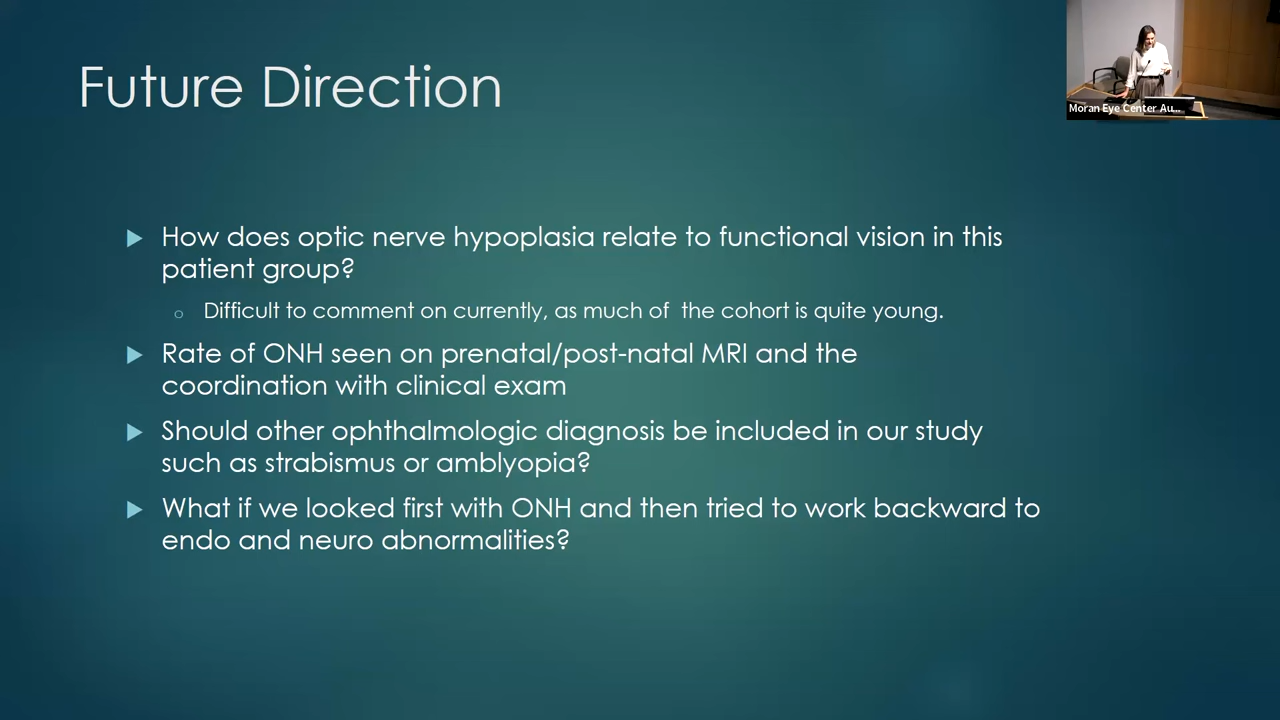 Future Direction
Moran Eye Center Au...
How does optic nerve hypoplasia relate to functional vision in this
patient group?
Difficult to comment on currently, as much of the cohort is quite young.
Rate of ONH seen on prenatal/post-natal MRI and the
coordination with clinical exam
Should other ophthalmologic diagnosis be included in our study
such as strabismus or amblyopia?
What if we looked first with ONH and then tried to work backward to
endo and neuro abnormalities?